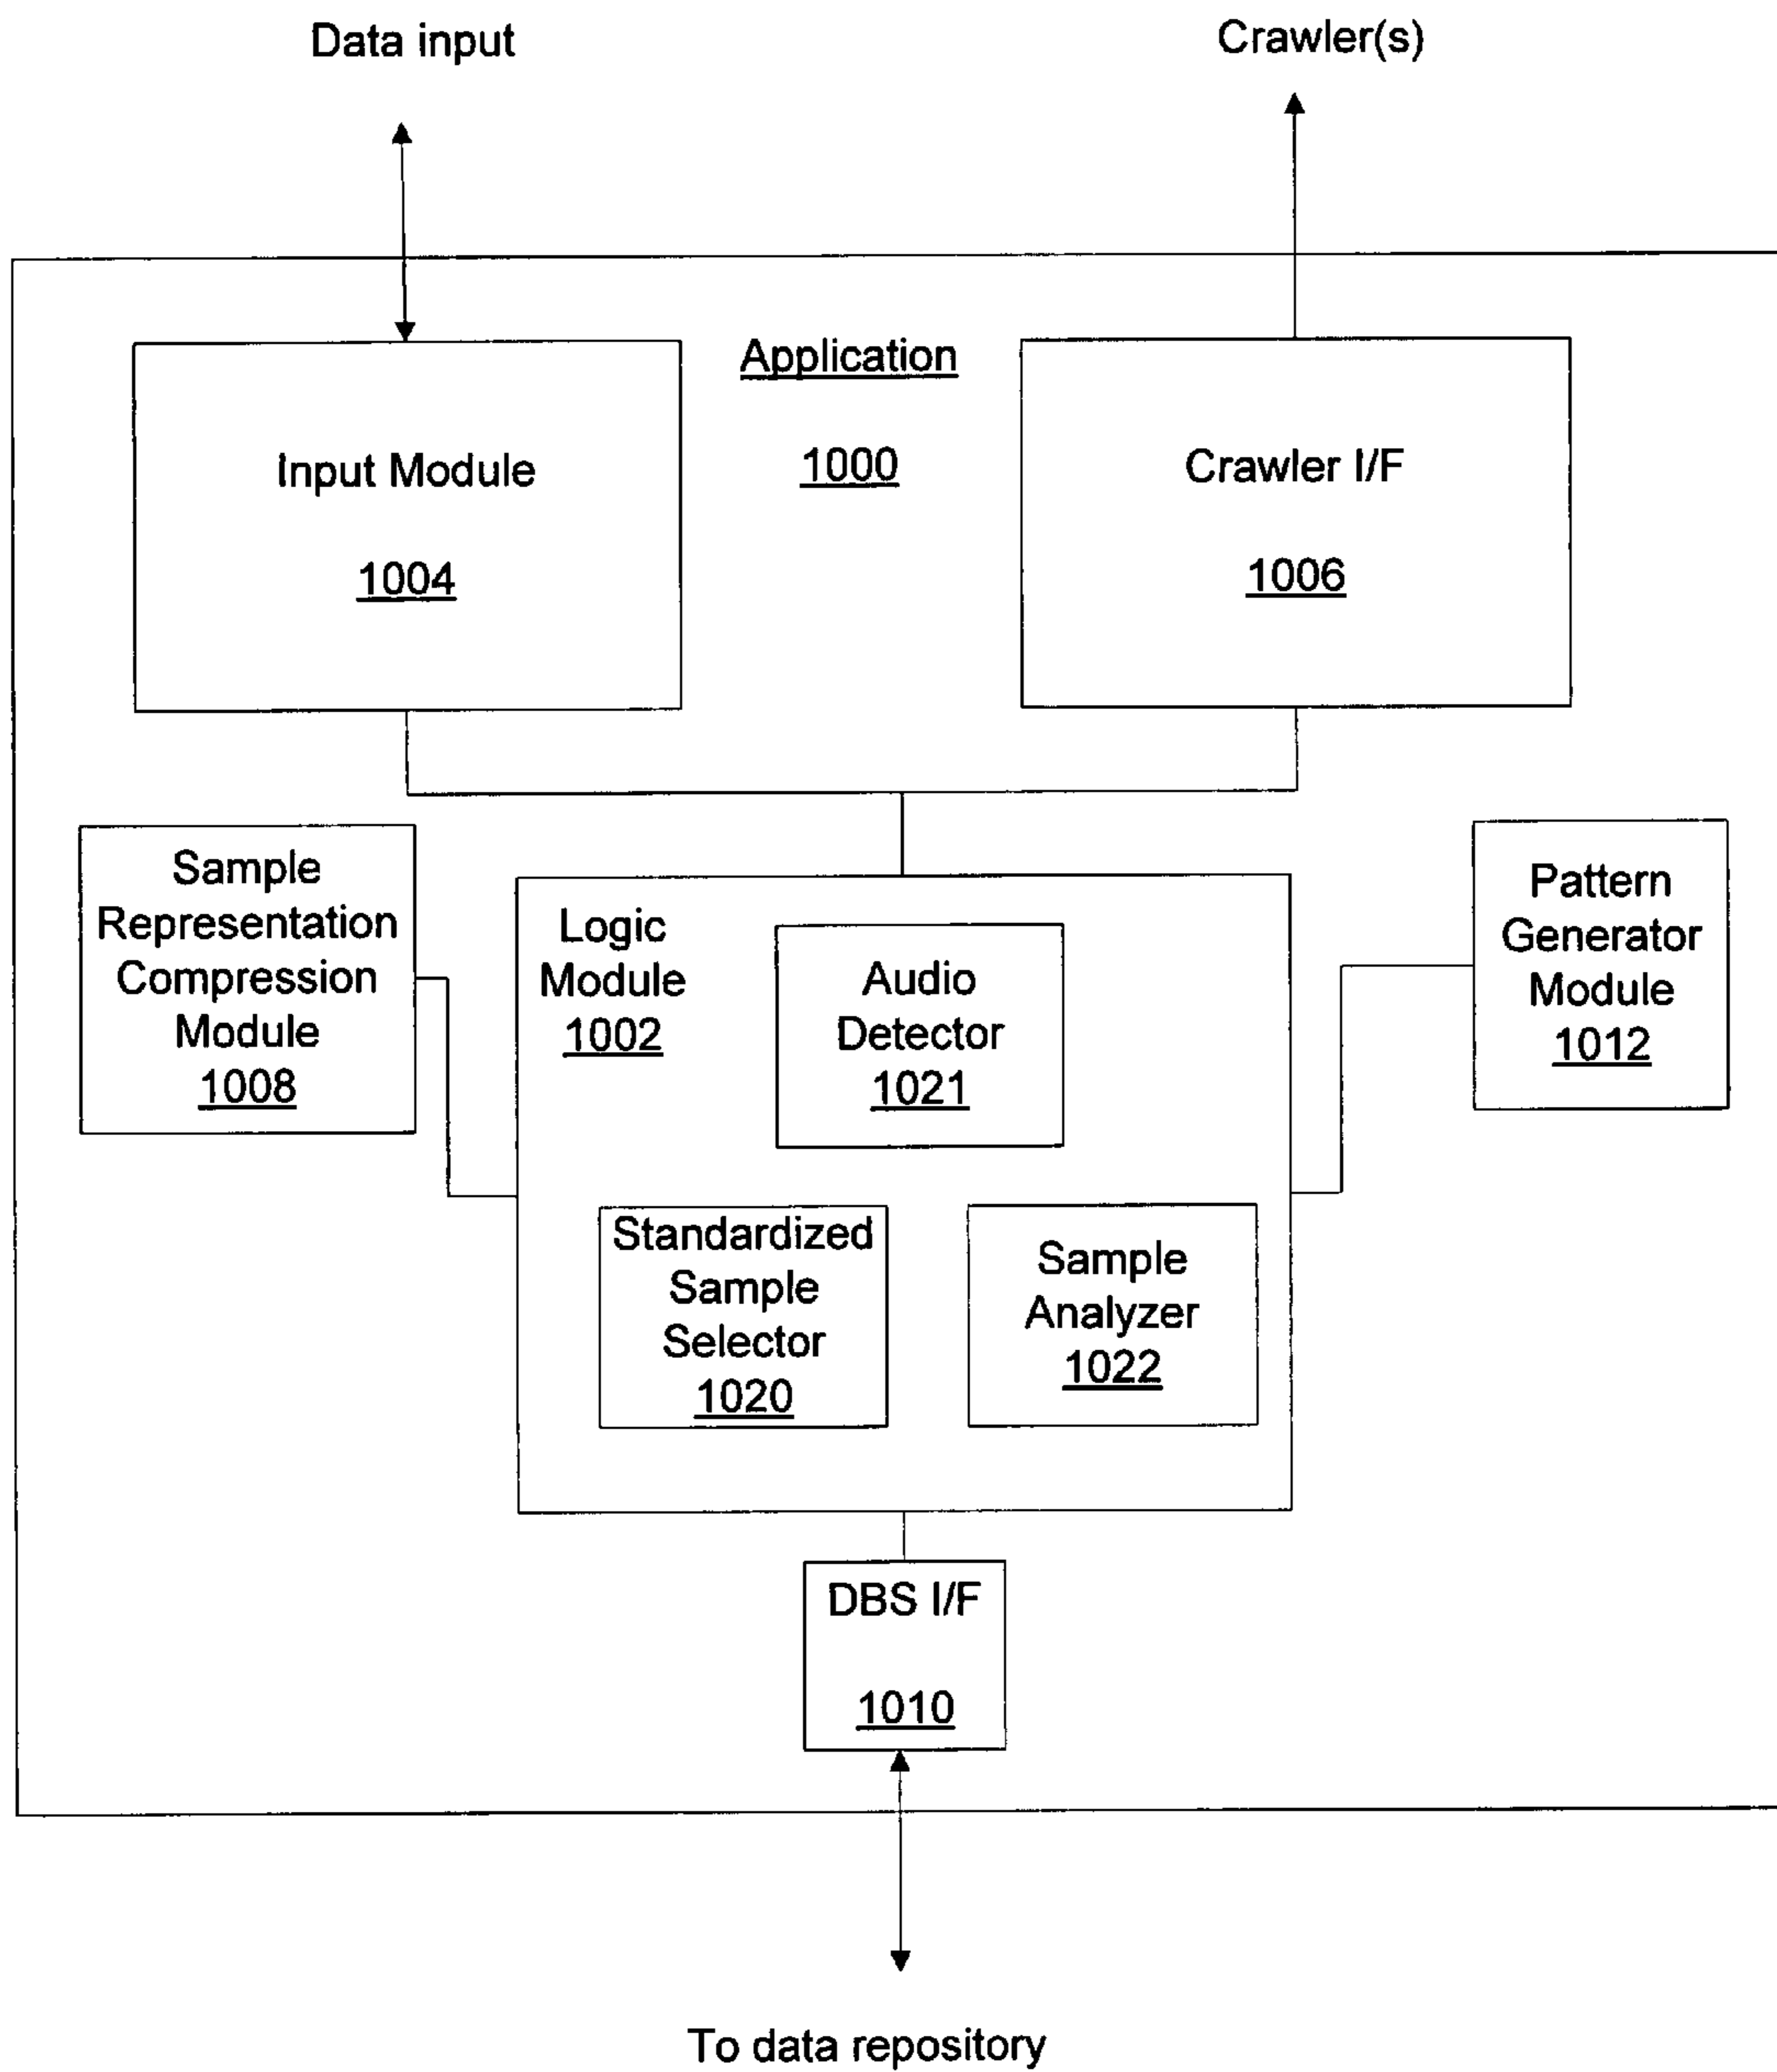 Data input
Crawler(s)
Application
1000
Input Module
1004
Crawler I/F
1006
Sample
Representation
Compression
Module
1008
Logic
Module
1002
Audio
Detector
1021
Pattern
Generator
Module
1012
Standardized
Sample
Selector
1020
Sample
Analyzer
1022
DBS I/F
1010
To data repository